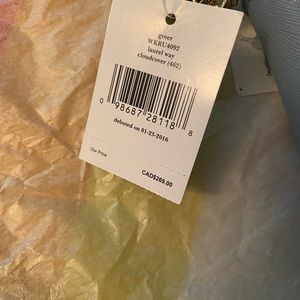 greer
WKRU4092
laurel way
cloudcover (462)
0 98687 28118 8
debuted on 01-23-2016
Our Price
CAD$269.00